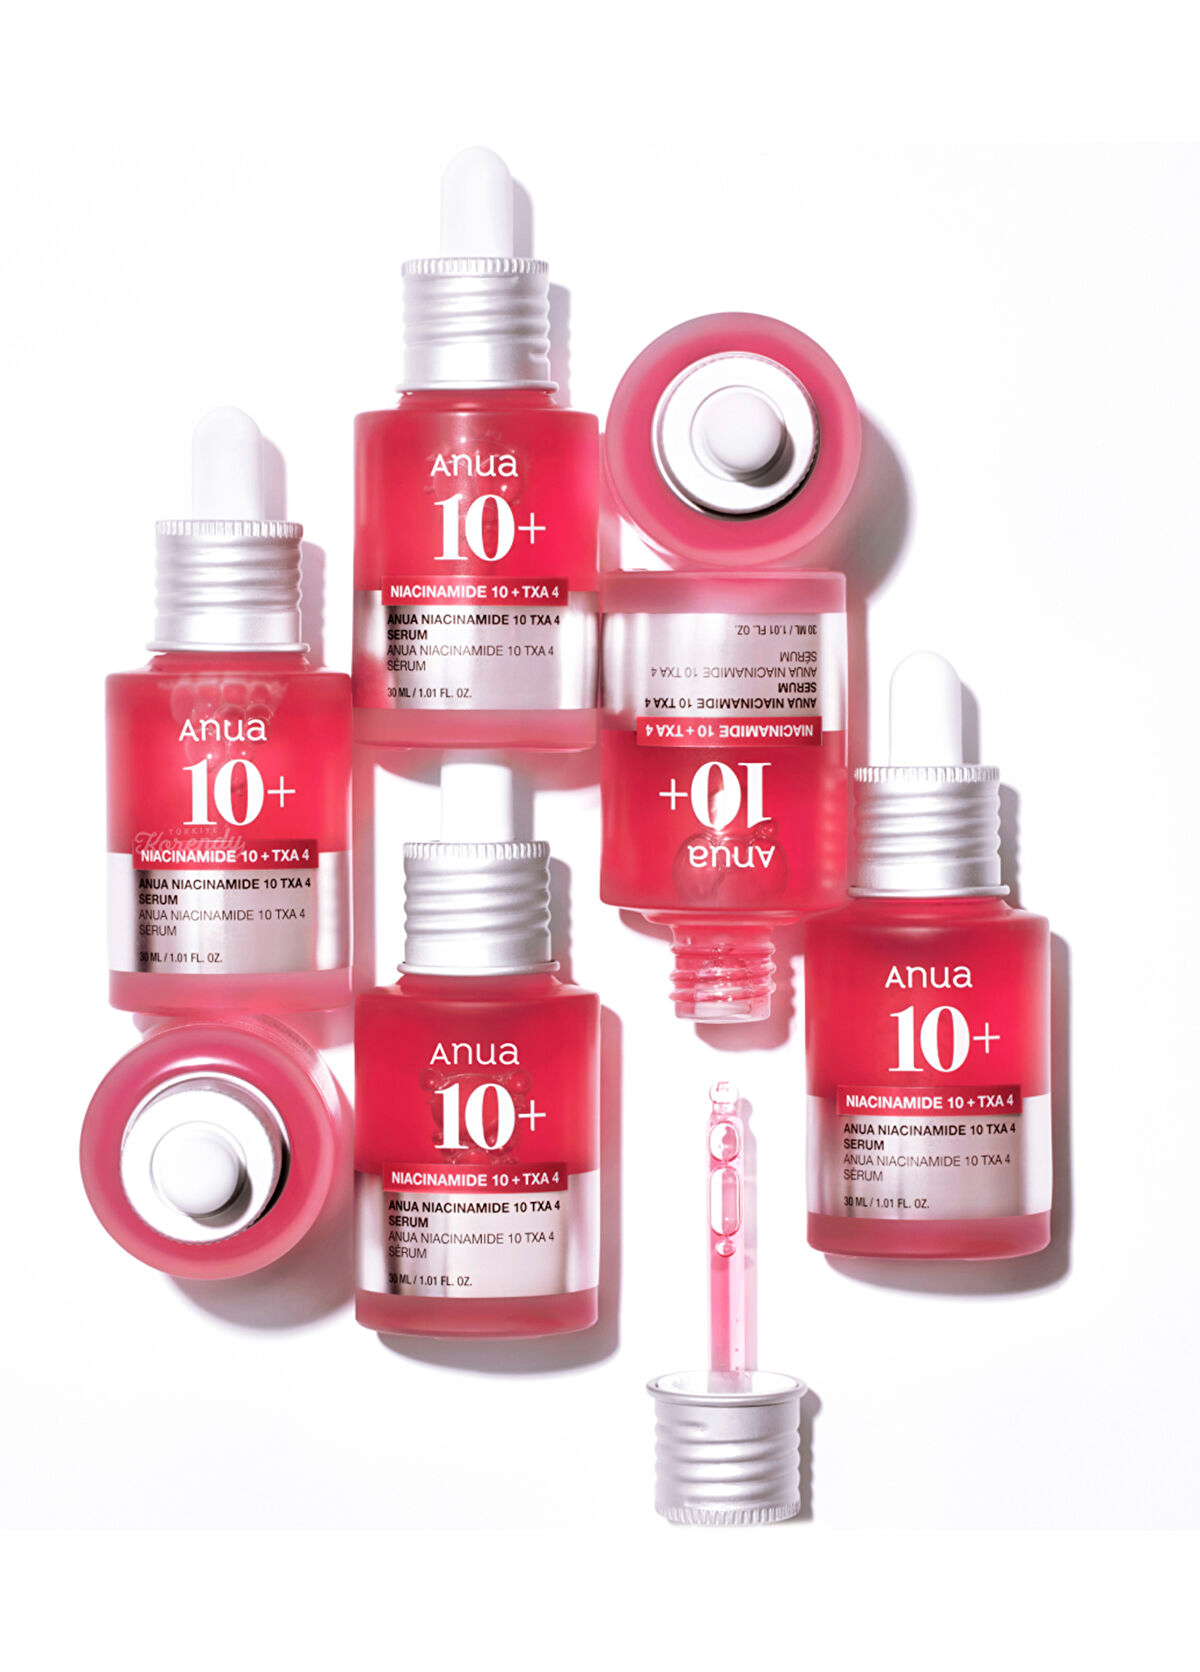 Anua
10+
NIACINAMIDE 10 + TXA 4
ANUA NIACINAMIDE 10 TXA 4
SERUM
ANUA NIACINAMIDE 10 TXA 4
SÉRUM
30 ML / 1.01 FL. OZ.
Anua
10+
NIACINAMIDE 10 + TXA 4
ANUA NIACINAMIDE 10 TXA 4
SERUM
ANUA NIACINAMIDE 10 TXA 4
SÉRUM
30 ML / 1.01 FL. OZ.
Anua
10+
TÜRKİYE
Korendy
NIACINAMIDE 10 + TXA 4
ANUA NIACINAMIDE 10 TXA 4
SERUM
ANUA NIACINAMIDE 10 TXA 4
SÉRUM
30 ML / 1.01 FL. OZ.
Anua
10+
NIACINAMIDE 10 + TXA 4
ANUA NIACINAMIDE 10 TXA 4
SERUM
ANUA NIACINAMIDE 10 TXA 4
SÉRUM
30 ML / 1.01 FL. OZ.
Anua
10+
NIACINAMIDE 10 + TXA 4
ANUA NIACINAMIDE 10 TXA 4
SERUM
ANUA NIACINAMIDE 10 TXA 4
SÉRUM
30 ML / 1.01 FL. OZ.